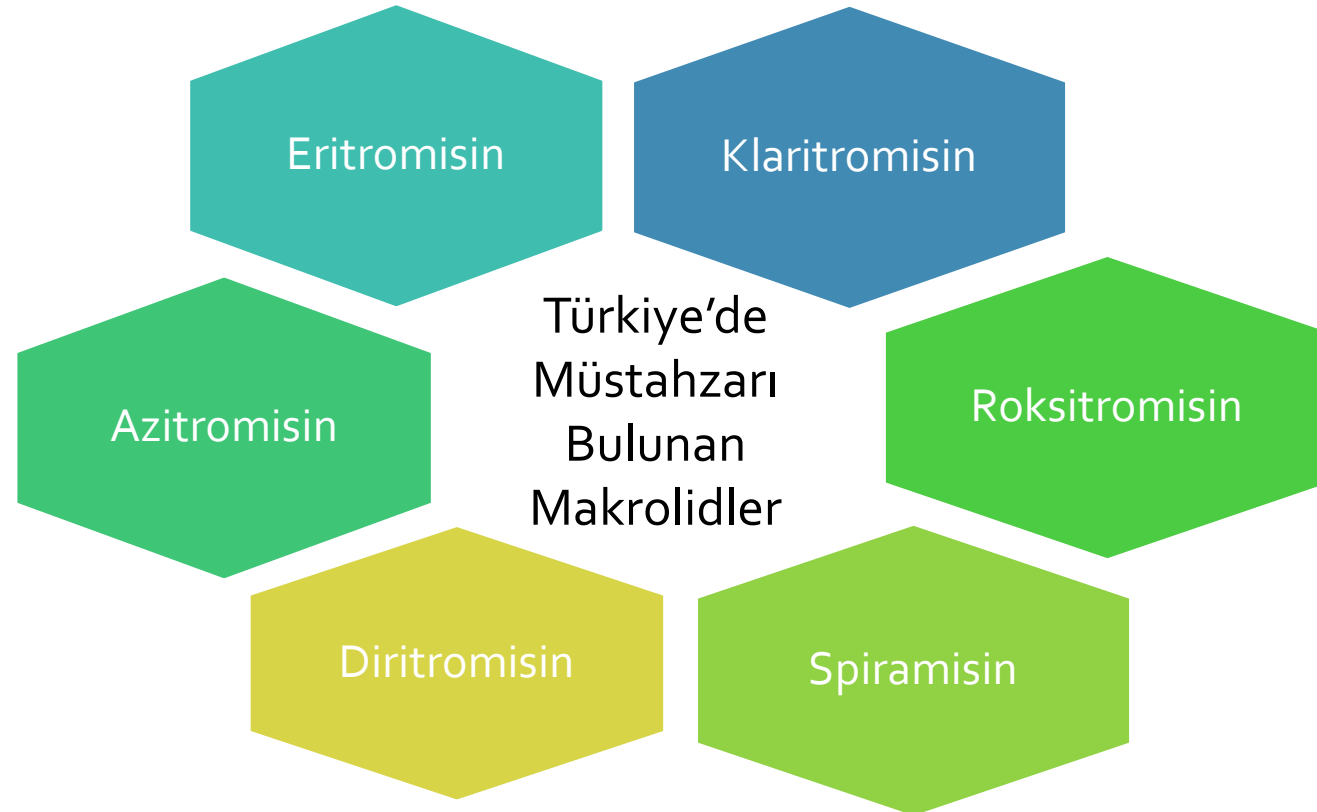 Eritromisin
Klaritromisin
Türkiye’de
Müstahzarı
Bulunan
Makrolidler
Azitromisin
Roksitromisin
Diritromisin
Spiramisin